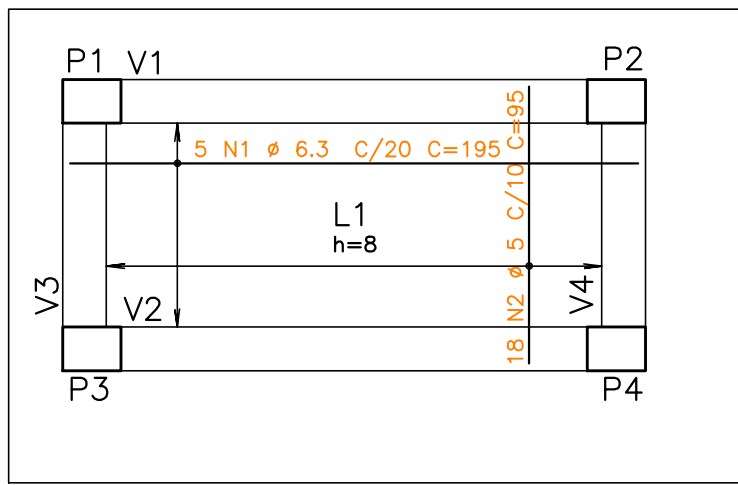 P1 V1
P2
5 N1 ø 6.3 C/20 C=195
18 N2 ø 5 C/10 C=95
L1
h=8
V3
V2
V4
P3
P4